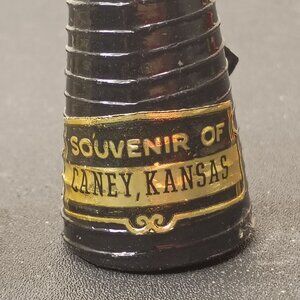 SOUVENIR OF
CANEY, KANSAS